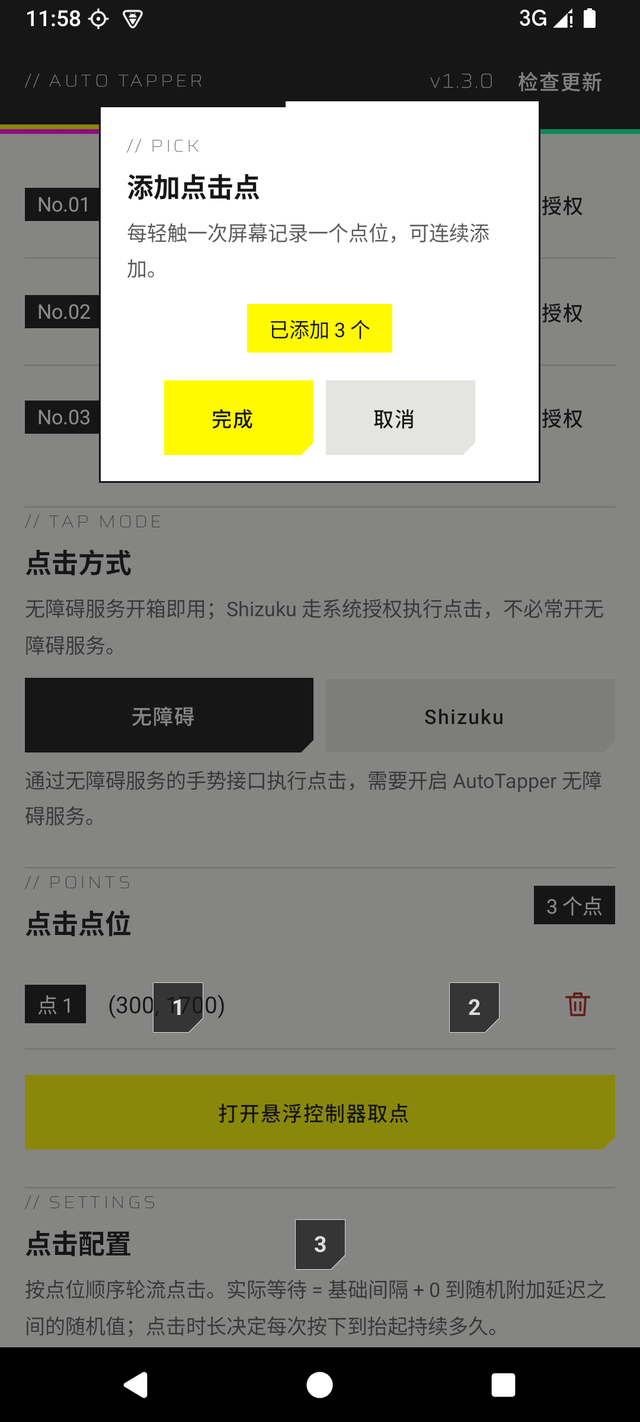 11:58
3G
// AUTO TAPPER
v1.3.0
检查更新
// PICK
添加点击点
每轻触一次屏幕记录一个点位，可连续添
加。
已添加 3 个
完成
取消
No.01
授权
No.02
授权
No.03
授权
// TAP MODE
点击方式
无障碍服务开箱即用；Shizuku 走系统授权执行点击，不必常开无
障碍服务。
无障碍
Shizuku
通过无障碍服务的手势接口执行点击，需要开启 AutoTapper 无障
碍服务。
// POINTS
点击点位
3 个点
点 1
(300, 1700)
1
2
打开悬浮控制器取点
// SETTINGS
点击配置
3
按点位顺序轮流点击。实际等待 = 基础间隔 + 0 到随机附加延迟之
间的随机值；点击时长决定每次按下到抬起持续多久。